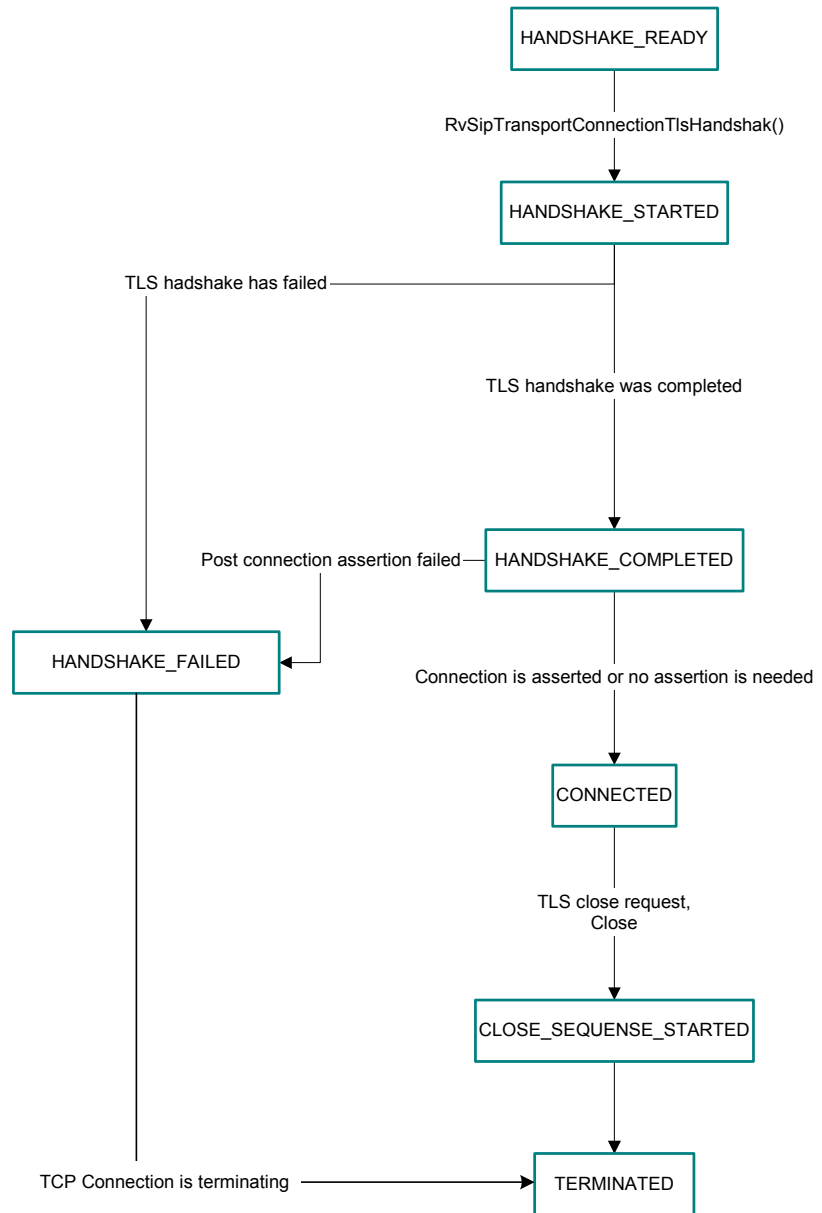 HANDSHAKE_READY
RvSipTransportConnectionTlsHandshak()
HANDSHAKE_STARTED
TLS hadshake has failed
TLS handshake was completed
Post connection assertion failed
HANDSHAKE_COMPLETED
HANDSHAKE_FAILED
Connection is asserted or no assertion is needed
CONNECTED
TLS close request,
Close
CLOSE_SEQUENSE_STARTED
TCP Connection is terminating
TERMINATED